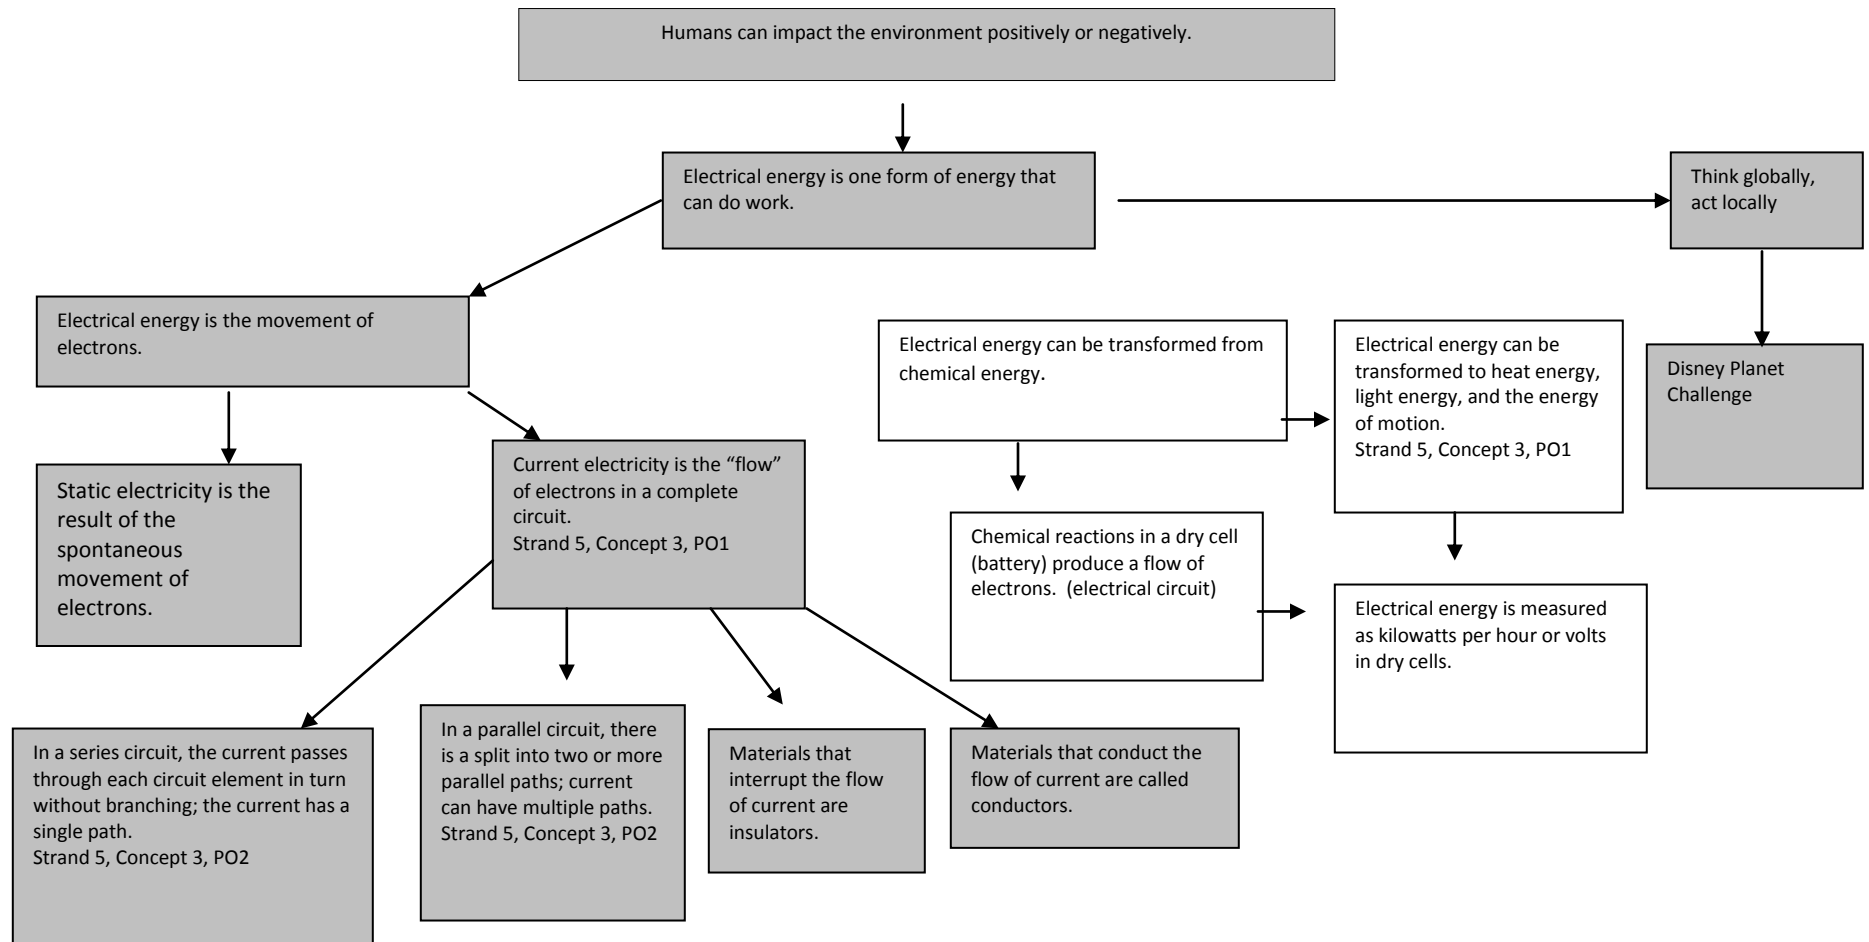 Humans can impact the environment positively or negatively.
Electrical energy is one form of energy that
can do work.
Think globally,
act locally
Electrical energy is the movement of
electrons.
Electrical energy can be transformed from
chemical energy.
Electrical energy can be
transformed to heat energy,
light energy, and the energy
of motion.
Strand 5, Concept 3, PO1
Disney Planet
Challenge
Static electricity is the
result of the
spontaneous
movement of
electrons.
Current electricity is the “flow”
of electrons in a complete
circuit.
Strand 5, Concept 3, PO1
Chemical reactions in a dry cell
(battery) produce a flow of
electrons.  (electrical circuit)
Electrical energy is measured
as kilowatts per hour or volts
in dry cells.
In a series circuit, the current passes
through each circuit element in turn
without branching; the current has a
single path.
Strand 5, Concept 3, PO2
In a parallel circuit, there
is a split into two or more
parallel paths; current
can have multiple paths.
Strand 5, Concept 3, PO2
Materials that
interrupt the flow
of current are
insulators.
Materials that conduct the
flow of current are called
conductors.